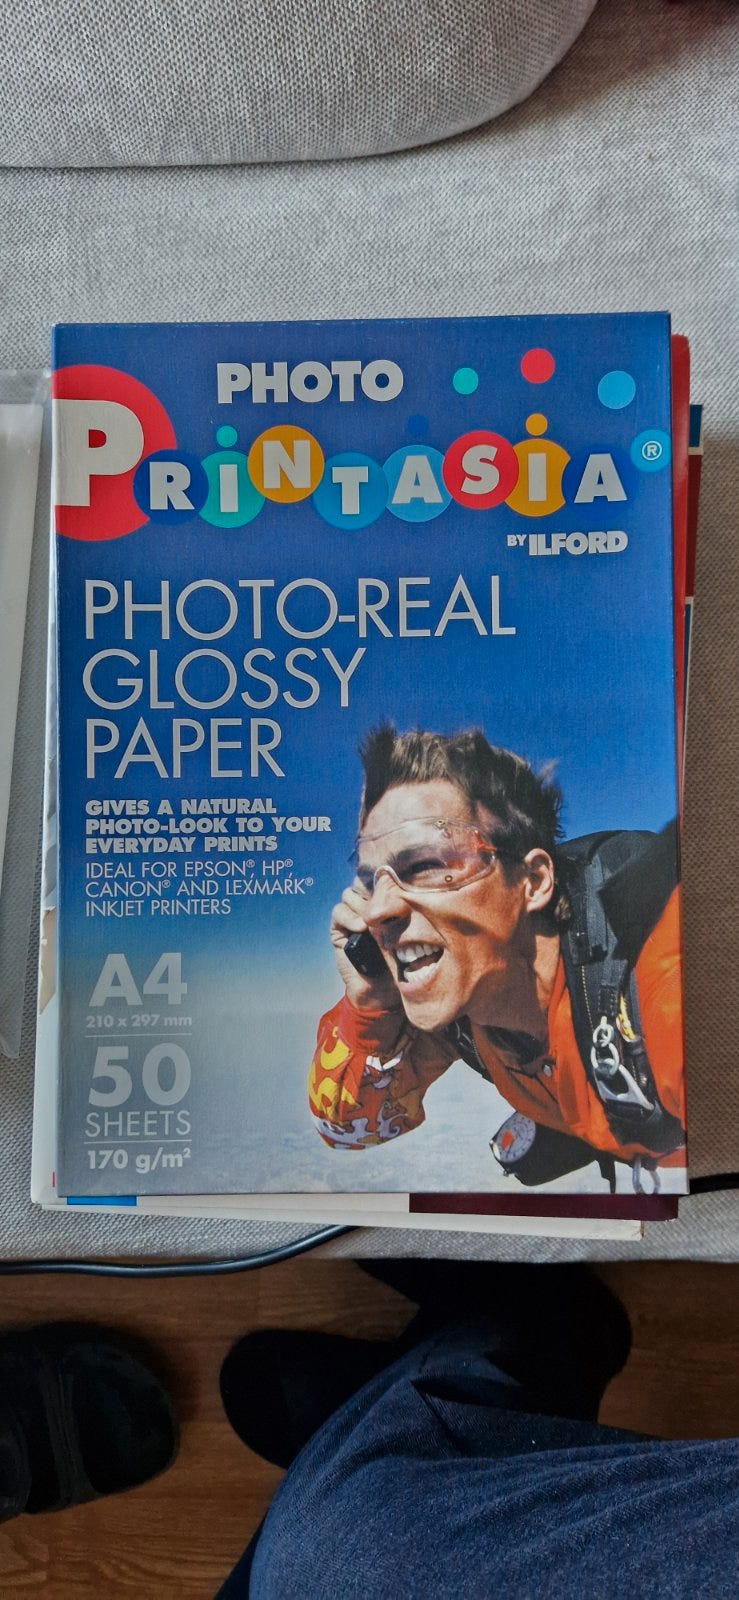 PHOTO
PRINTASIA®
BY ILFORD
PHOTO-REAL
GLOSSY
PAPER
GIVES A NATURAL
PHOTO-LOOK TO YOUR
EVERYDAY PRINTS
IDEAL FOR EPSON®, HP®,
CANON® AND LEXMARK®
INKJET PRINTERS
A4
210 x 297 mm
50
SHEETS
170 g/m²